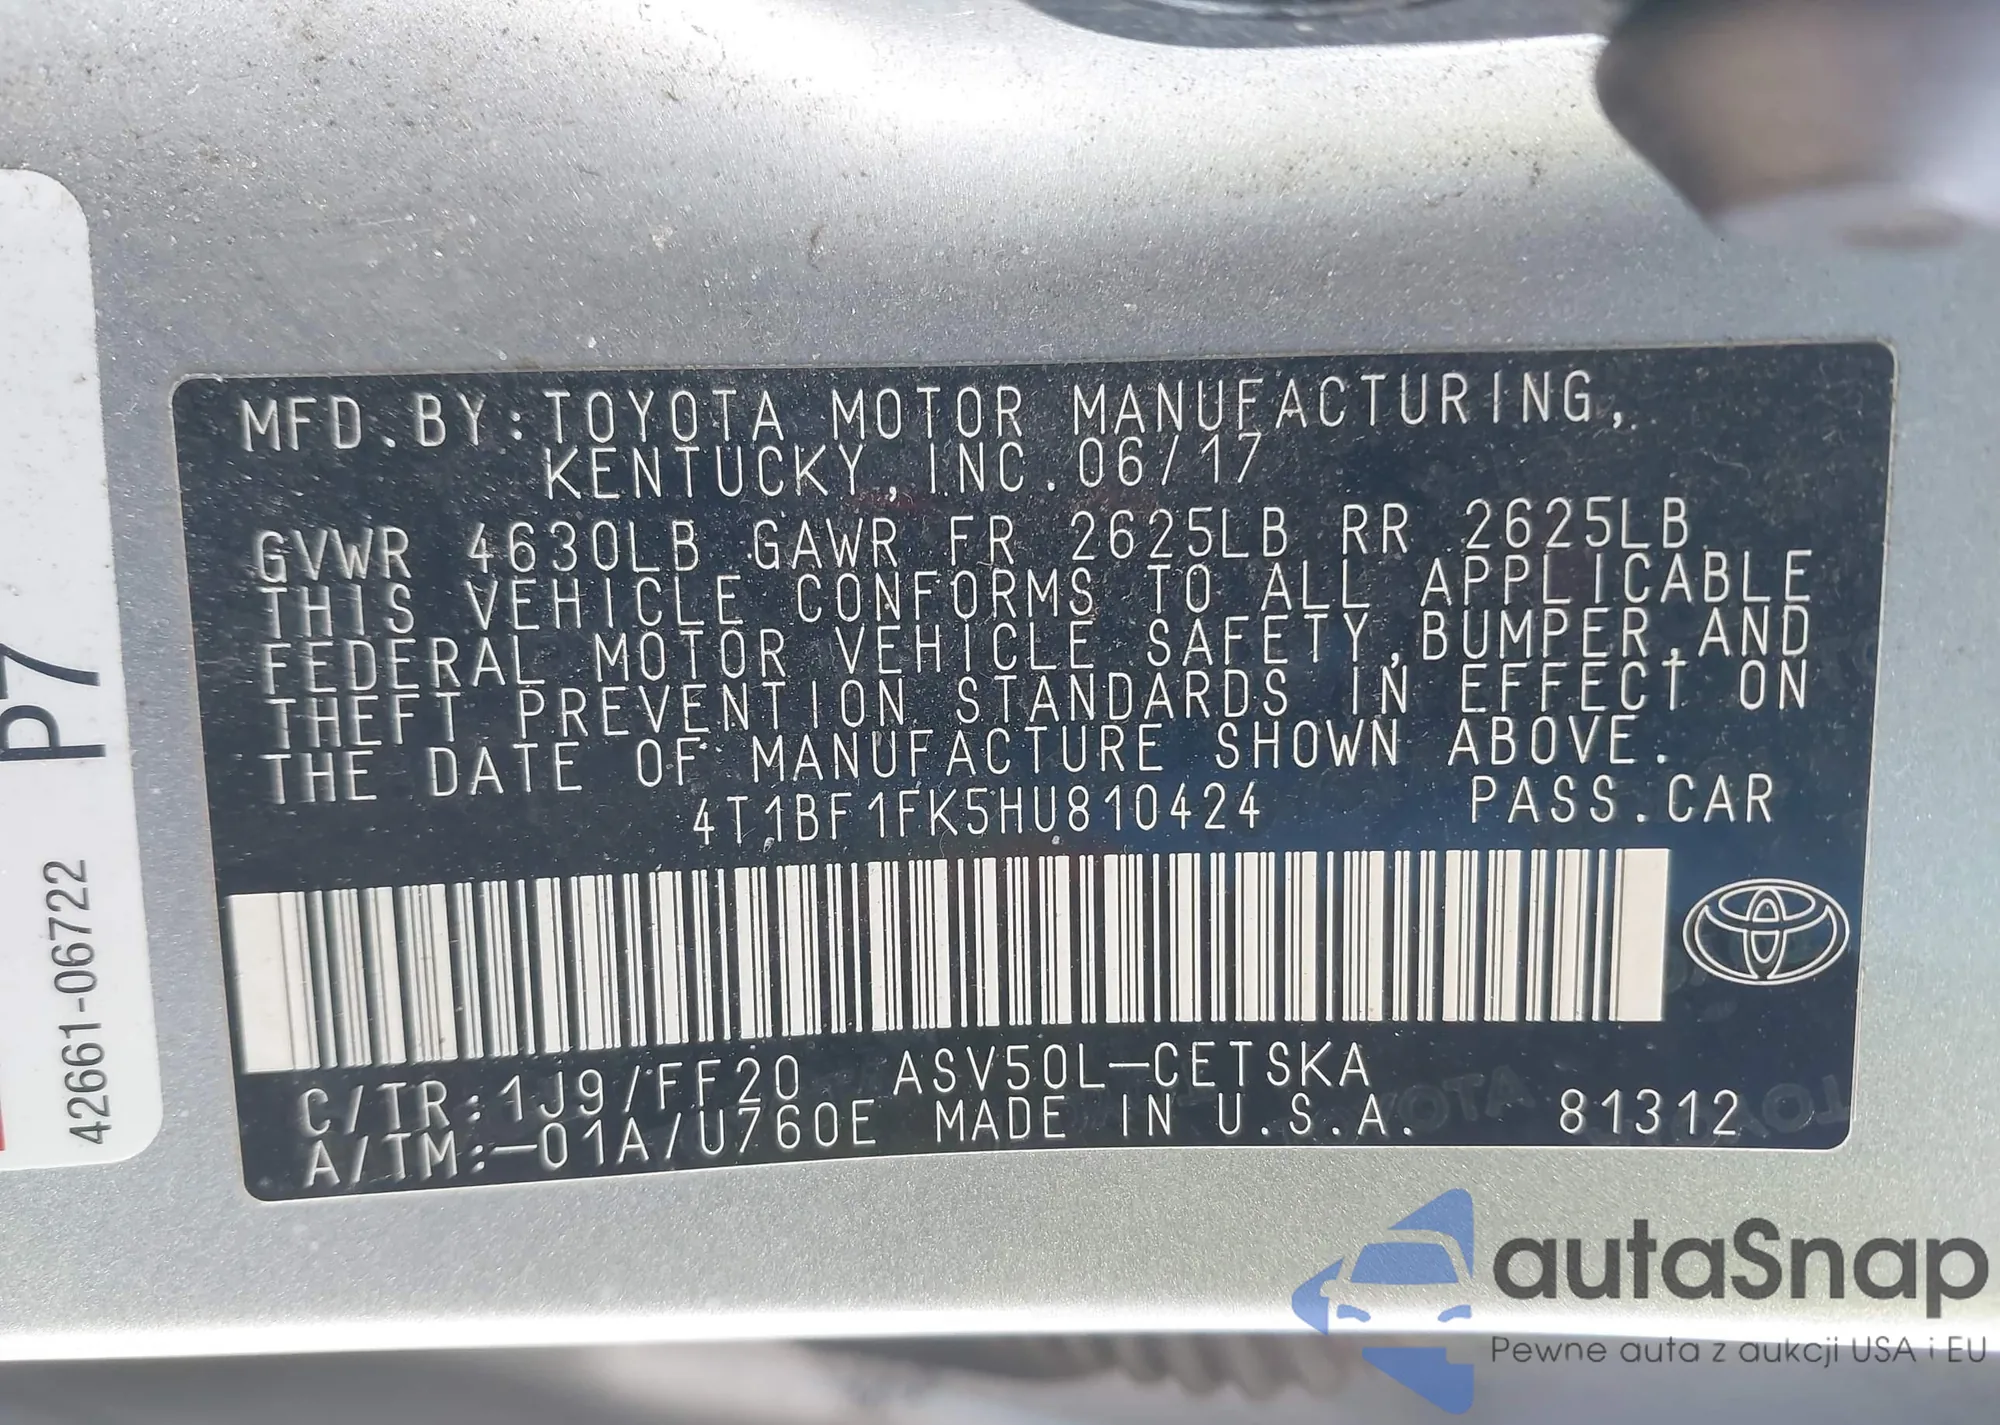 MFD.BY:TOYOTA MOTOR MANUFACTURING,
KENTUCKY,INC.06/17
GVWR 4630LB GAWR FR 2625LB RR 2625LB
THIS VEHICLE CONFORMS TO ALL APPLICABLE
FEDERAL MOTOR VEHICLE SAFETY,BUMPER,AND
THEFT PREVENTION STANDARDS IN EFFECT ON
THE DATE OF MANUFACTURE SHOWN ABOVE.
4T1BF1FK5HU810424 PASS.CAR
C/TR:1J9/FF20 ASV50L-CETSKA
A/TM:-01A/U760E MADE IN U.S.A. 81312
P7
42661-06722
autaSnap
Pewne auta z aukcji USA i EU